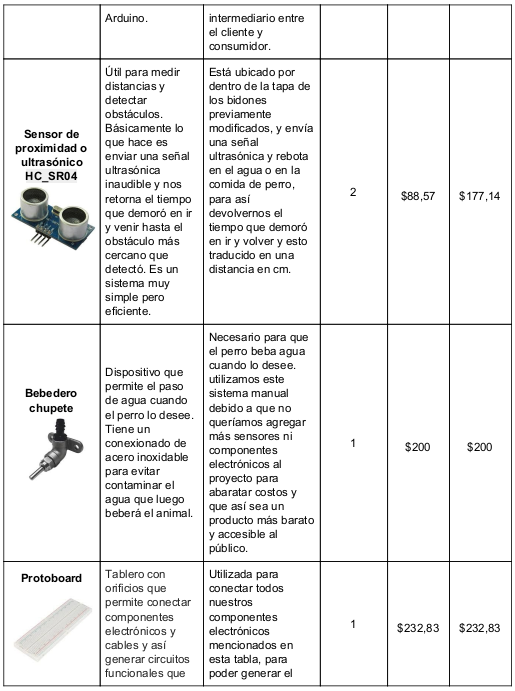 Arduino.
intermediario entre
el cliente y
consumidor.
Sensor de
proximidad o
ultrasónico
HC_SR04
Útil para medir
distancias y
detectar
obstáculos.
Básicamente lo
que hace es
enviar una señal
ultrasónica
inaudible y nos
retorna el tiempo
que demoró en ir
y venir hasta el
obstáculo más
cercano que
detectó. Es un
sistema muy
simple pero
eficiente.
Está ubicado por
dentro de la tapa de
los bidones
previamente
modificados, y envía
una señal
ultrasónica y rebota
en el agua o en la
comida de perro,
para así
devolvernos el
tiempo que demoró
en ir y volver y esto
traducido en una
distancia en cm.
2
$88,57
$177,14
Bebedero
chupete
Dispositivo que
permite el paso
de agua cuando
el perro lo desee.
Tiene un
conexionado de
acero inoxidable
para evitar
contaminar el
agua que luego
beberá el animal.
Necesario para que
el perro beba agua
cuando lo desee.
utilizamos este
sistema manual
debido a que no
queríamos agregar
más sensores ni
componentes
electrónicos al
proyecto para
abaratar costos y
que así sea un
producto más barato
y accesible al
público.
1
$200
$200
Protoboard
Tablero con
orificios que
permite conectar
componentes
electrónicos y
cables y así
generar circuitos
funcionales que
Utilizada para
conectar todos
nuestros
componentes
electrónicos
mencionados en
esta tabla, para
poder generar el
1
$232,83
$232,83